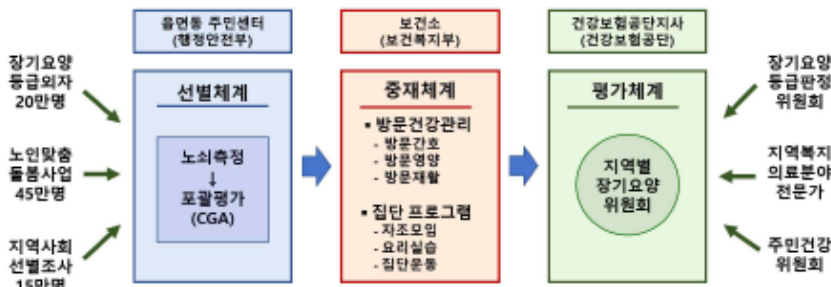 읍면동 주민센터
(행정안전부)
보건소
(보건복지부)
건강보험공단지사
(건강보험공단)
장기요양
등급외자
20만명
노인맞춤
돌봄사업
45만명
지역사회
선별조사
15만명
선별체계
노쇠측정
↓
포괄평가
(CGA)
중재체계
▪ 방문건강관리
- 방문간호
- 방문영양
- 방문재활
▪ 집단 프로그램
- 자조모임
- 요리실습
- 집단운동
평가체계
지역별
장기요양
위원회
장기요양
등급판정
위원회
지역복지
의료분야
전문가
주민건강
위원회